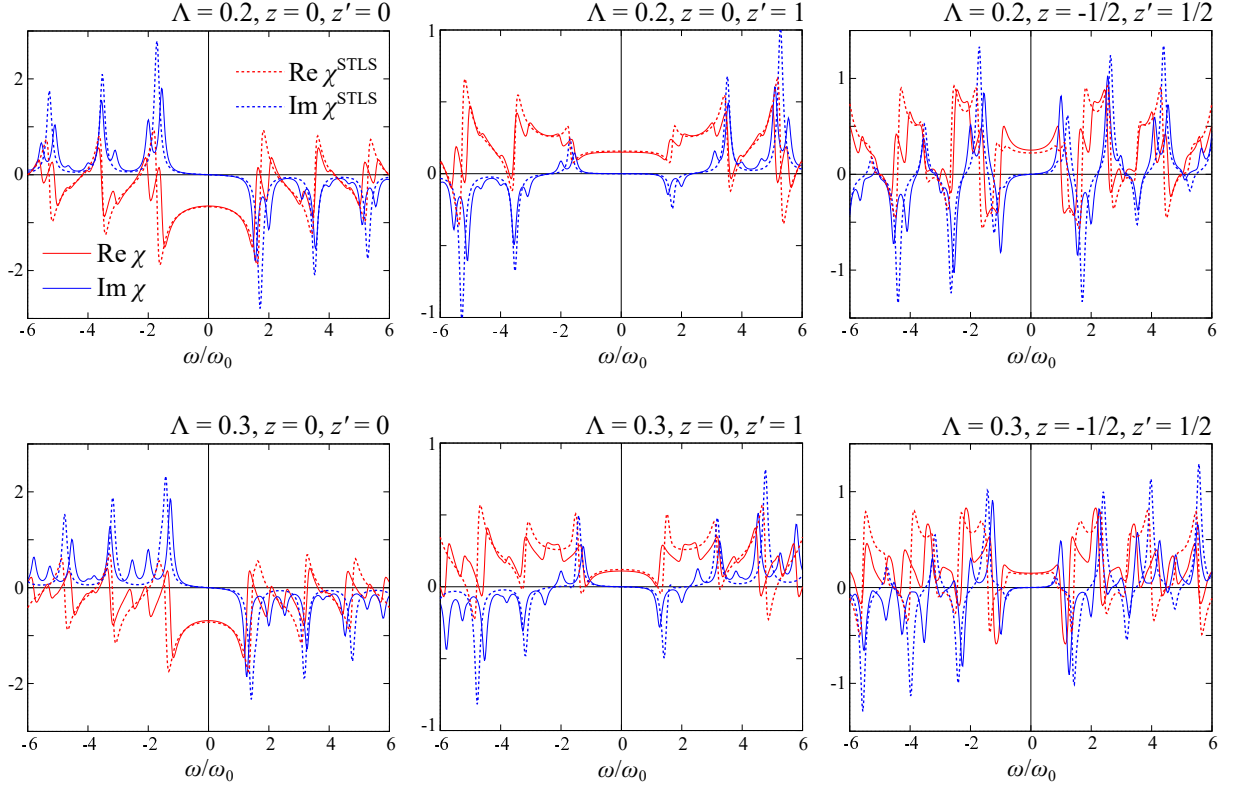 Λ = 0.2, z = 0, z′ = 0
2
0
-2
Re χ^STLS
Im χ^STLS
Re χ
Im χ
-6 -4 -2 0 2 4 6
ω/ω₀
Λ = 0.2, z = 0, z′ = 1
1
0.5
0
-0.5
-1
-6 -4 -2 0 2 4 6
ω/ω₀
Λ = 0.2, z = -1/2, z′ = 1/2
1
0
-1
-6 -4 -2 0 2 4 6
ω/ω₀
Λ = 0.3, z = 0, z′ = 0
2
0
-2
-6 -4 -2 0 2 4 6
ω/ω₀
Λ = 0.3, z = 0, z′ = 1
1
0
-1
-6 -4 -2 0 2 4 6
ω/ω₀
Λ = 0.3, z = -1/2, z′ = 1/2
1
0
-1
-6 -4 -2 0 2 4 6
ω/ω₀